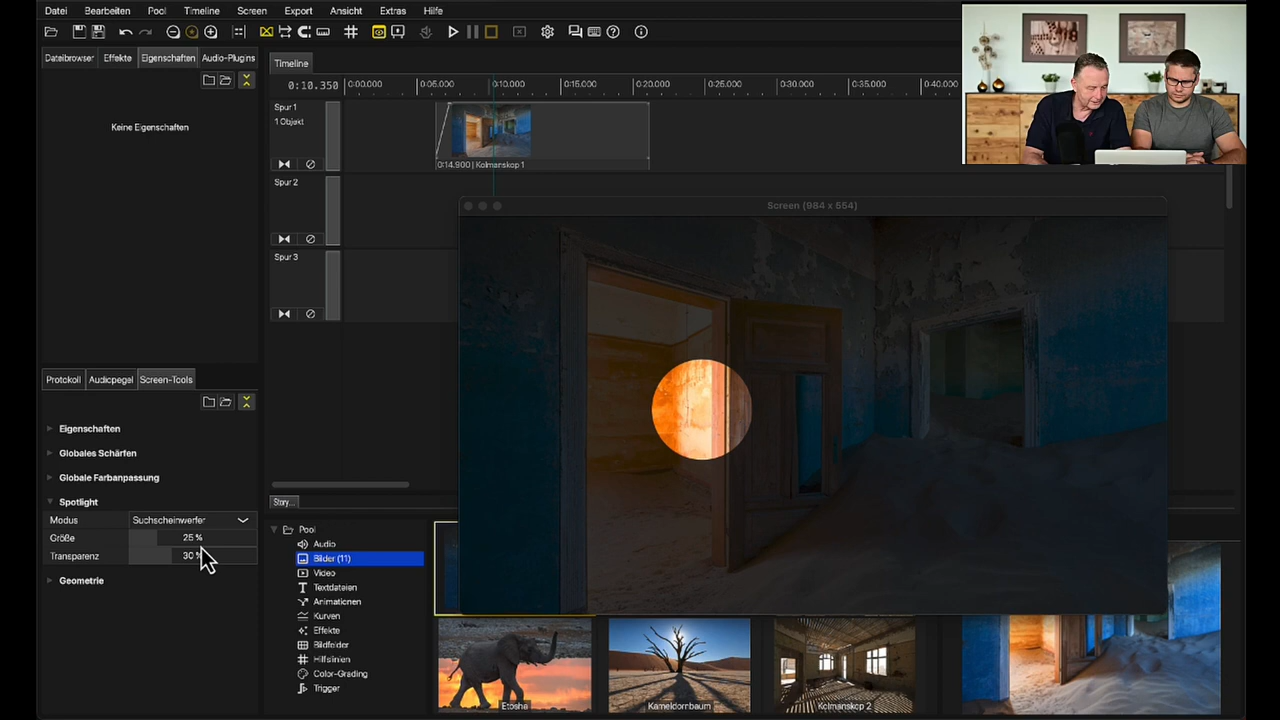 Datei Bearbeiten Pool Timeline Screen Export Ansicht Extras Hilfe
Dateibrowser Effekte Eigenschaften Audio-Plugins
Keine Eigenschaften
Timeline
0:10.350 0:00.000 0:05.000 0:10.000 0:15.000 0:20.000 0:25.000 0:30.000 0:35.000 0:40.000
Spur 1
1 Objekt
0:14.900 | Kolmanskop 1
Spur 2
Spur 3
Screen (984 x 554)
Protokoll Audiopegel Screen-Tools
Eigenschaften
Globales Schärfen
Globale Farbanpassung
Spotlight
Modus Suchscheinwerfer
Größe 25 %
Transparenz 30 %
Geometrie
Story...
Pool
Audio
Bilder (11)
Video
Textdateien
Animationen
Kurven
Effekte
Bildfelder
Hilfslinien
Color-Grading
Trigger
Etosha Kameldornbaum Kolmanskop 2